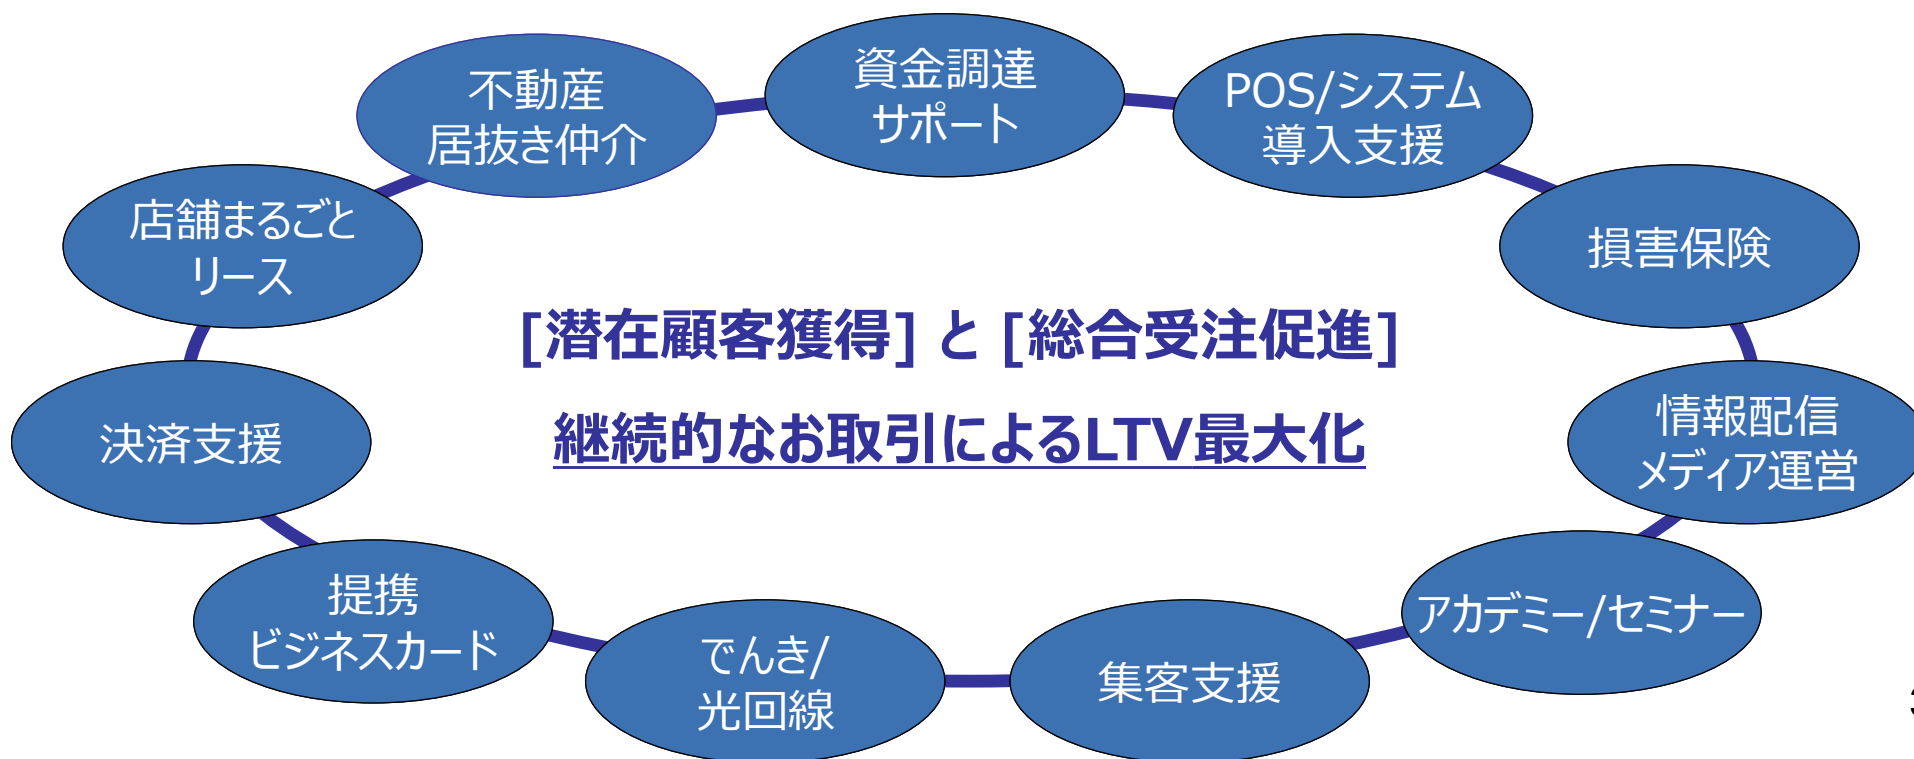 資金調達
サポート
不動産
居抜き仲介
POS/システム
導入支援
店舗まるごと
リース
損害保険
[潜在顧客獲得] と [総合受注促進]
継続的なお取引によるLTV最大化
決済支援
情報配信
メディア運営
提携
ビジネスカード
アカデミー/セミナー
でんき/
光回線
集客支援